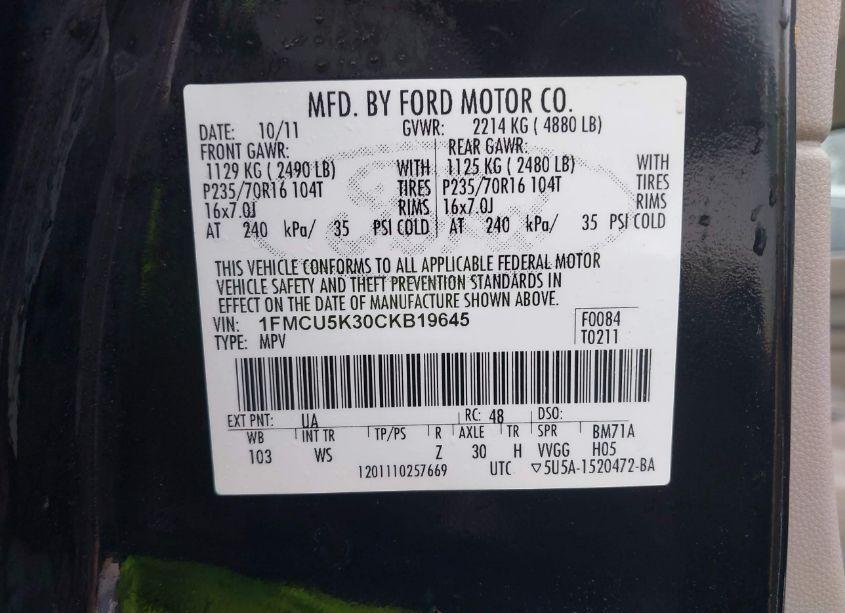 MFD. BY FORD MOTOR CO.
DATE: 10/11 GVWR: 2214 KG ( 4880 LB)
FRONT GAWR: REAR GAWR:
1129 KG ( 2490 LB) WITH 1125 KG ( 2480 LB) WITH
P235/70R16 104T TIRES P235/70R16 104T TIRES
16x7.0J RIMS 16x7.0J RIMS
AT 240 kPa/ 35 PSI COLD AT 240 kPa/ 35 PSI COLD
THIS VEHICLE CONFORMS TO ALL APPLICABLE FEDERAL MOTOR
VEHICLE SAFETY AND THEFT PREVENTION STANDARDS IN
EFFECT ON THE DATE OF MANUFACTURE SHOWN ABOVE.
VIN: 1FMCU5K30CKB19645 F0084
TYPE: MPV T0211
EXT PNT: UA RC: 48 DSO:
WB INT TR TP/PS R AXLE TR SPR BM71A
103 WS Z 30 H VVGG H05
1201110257669 UTC ▽5U5A-1520472-BA